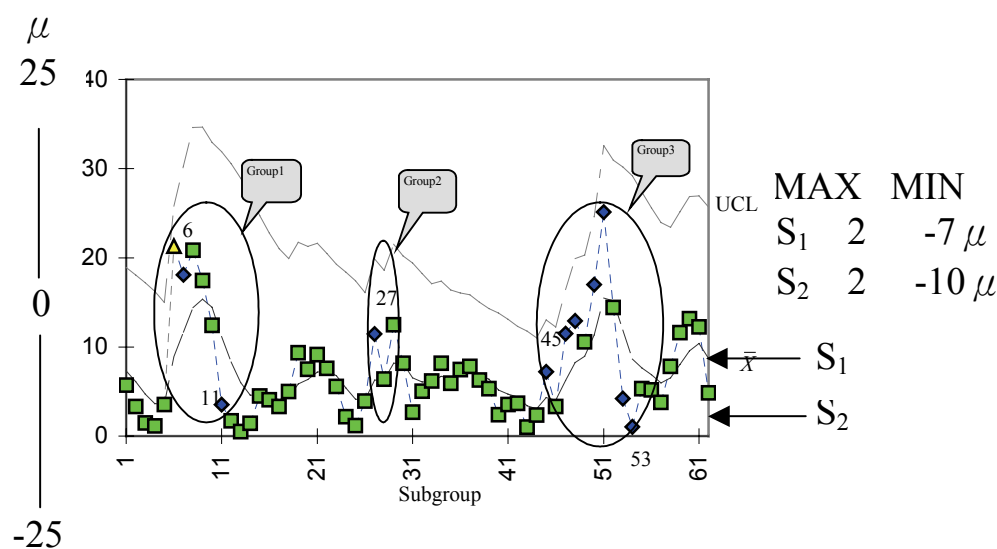 μ
25
0
-25
40
30
20
10
0
Group1
Group2
Group3
6
11
27
45
53
UCL
X̄
1
11
21
31
41
51
61
Subgroup
MAX MIN
S₁ 2 -7 μ
S₂ 2 -10 μ
S₁
S₂